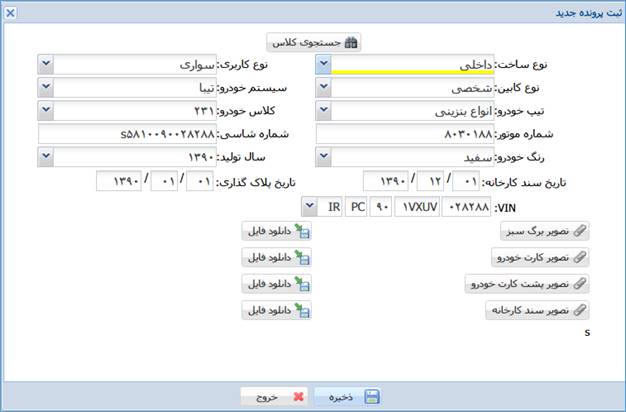 ثبت پرونده جدید
جستجوی کلاس
نوع ساخت: داخلی نوع کاربری: سواری
نوع کابین: شخصی سیستم خودرو: تیبا
تیپ خودرو: انواع بنزینی کلاس خودرو: ۲۳۱
شماره موتور: ۸۰۳۰۱۸۸ شماره شاسی: s۵۸۱۰۰۹۰۰۲۸۲۸۸
رنگ خودرو: سفید سال تولید: ۱۳۹۰
تاریخ سند کارخانه: ۰۱ / ۱۲ / ۱۳۹۰ تاریخ پلاک گذاری: ۰۱ / ۰۱ / ۱۳۹۰
VIN: ۰۲۸۲۸۸ ۱VXUV ۹۰ PC IR
تصویر برگ سبز دانلود فایل
تصویر کارت خودرو دانلود فایل
تصویر پشت کارت خودرو دانلود فایل
تصویر سند کارخانه دانلود فایل
s
ذخیره خروج